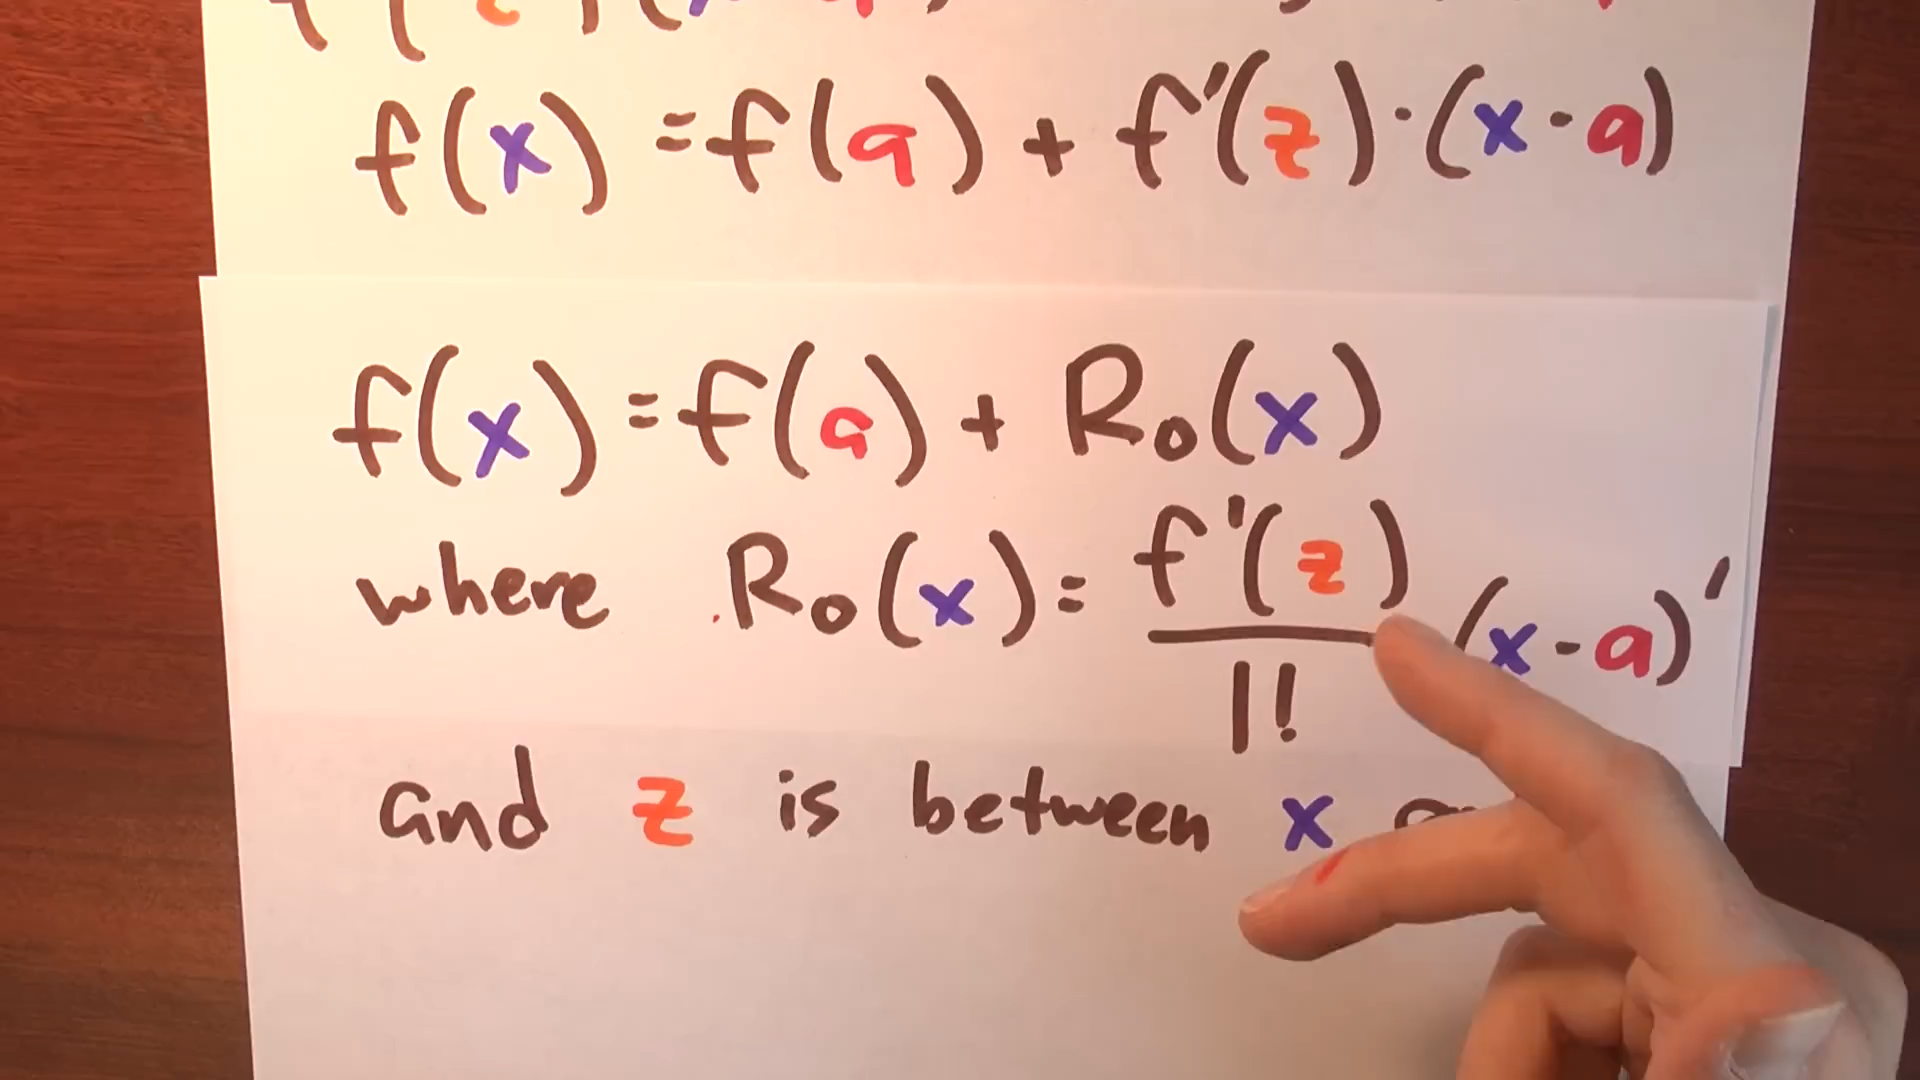 f(x) = f(a) + f'(z) · (x - a)
f(x) = f(a) + R₀(x)
where R₀(x) = f'(z)/1! (x - a)¹
and z is between x